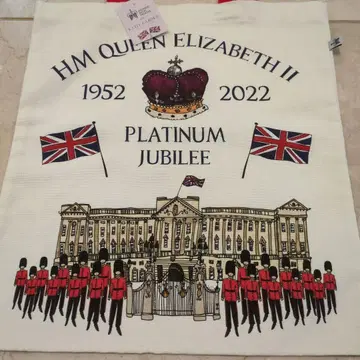 HM QUEEN ELIZABETH II
1952 2022
PLATINUM
JUBILEE